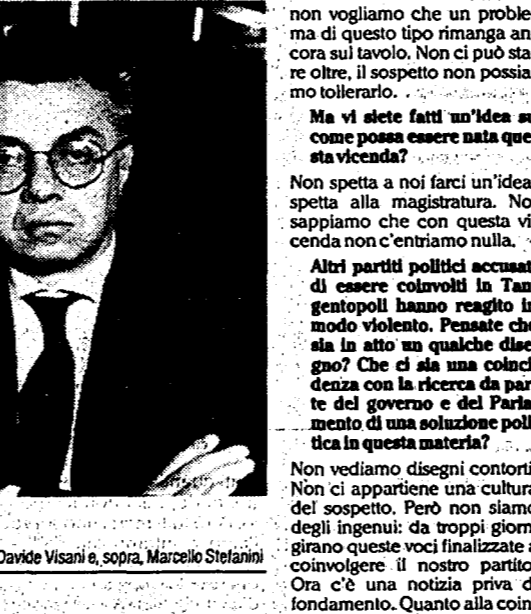 non vogliamo che un proble
ma di questo tipo rimanga an
cora sul tavolo. Non ci può sta
re oltre, il sospetto non possia
mo tollerarlo.
Ma vi siete fatti un'idea su
come possa essere nata que
sta vicenda?
Non spetta a noi farci un'idea
spetta alla magistratura. No
sappiamo che con questa vi
cenda non c'entriamo nulla.
Altri partiti politici accusat
di essere coinvolti in Tan
gentopoli hanno reagito in
modo violento. Pensate che
sia in atto un qualche dise
gno? Che ci sia una coinci
denza con la ricerca da par
te del governo e del Parla
mento di una soluzione poli
tica in questa materia?
Non vediamo disegni contorti
Non ci appartiene una cultura
del sospetto. Però non siamo
degli ingenui: da troppi giorn
girano queste voci finalizzate a
coinvolgere il nostro partito
Ora c'è una notizia priva d
fondamento. Quanto alla coin
Davide Visani e, sopra, Marcello Stefanini